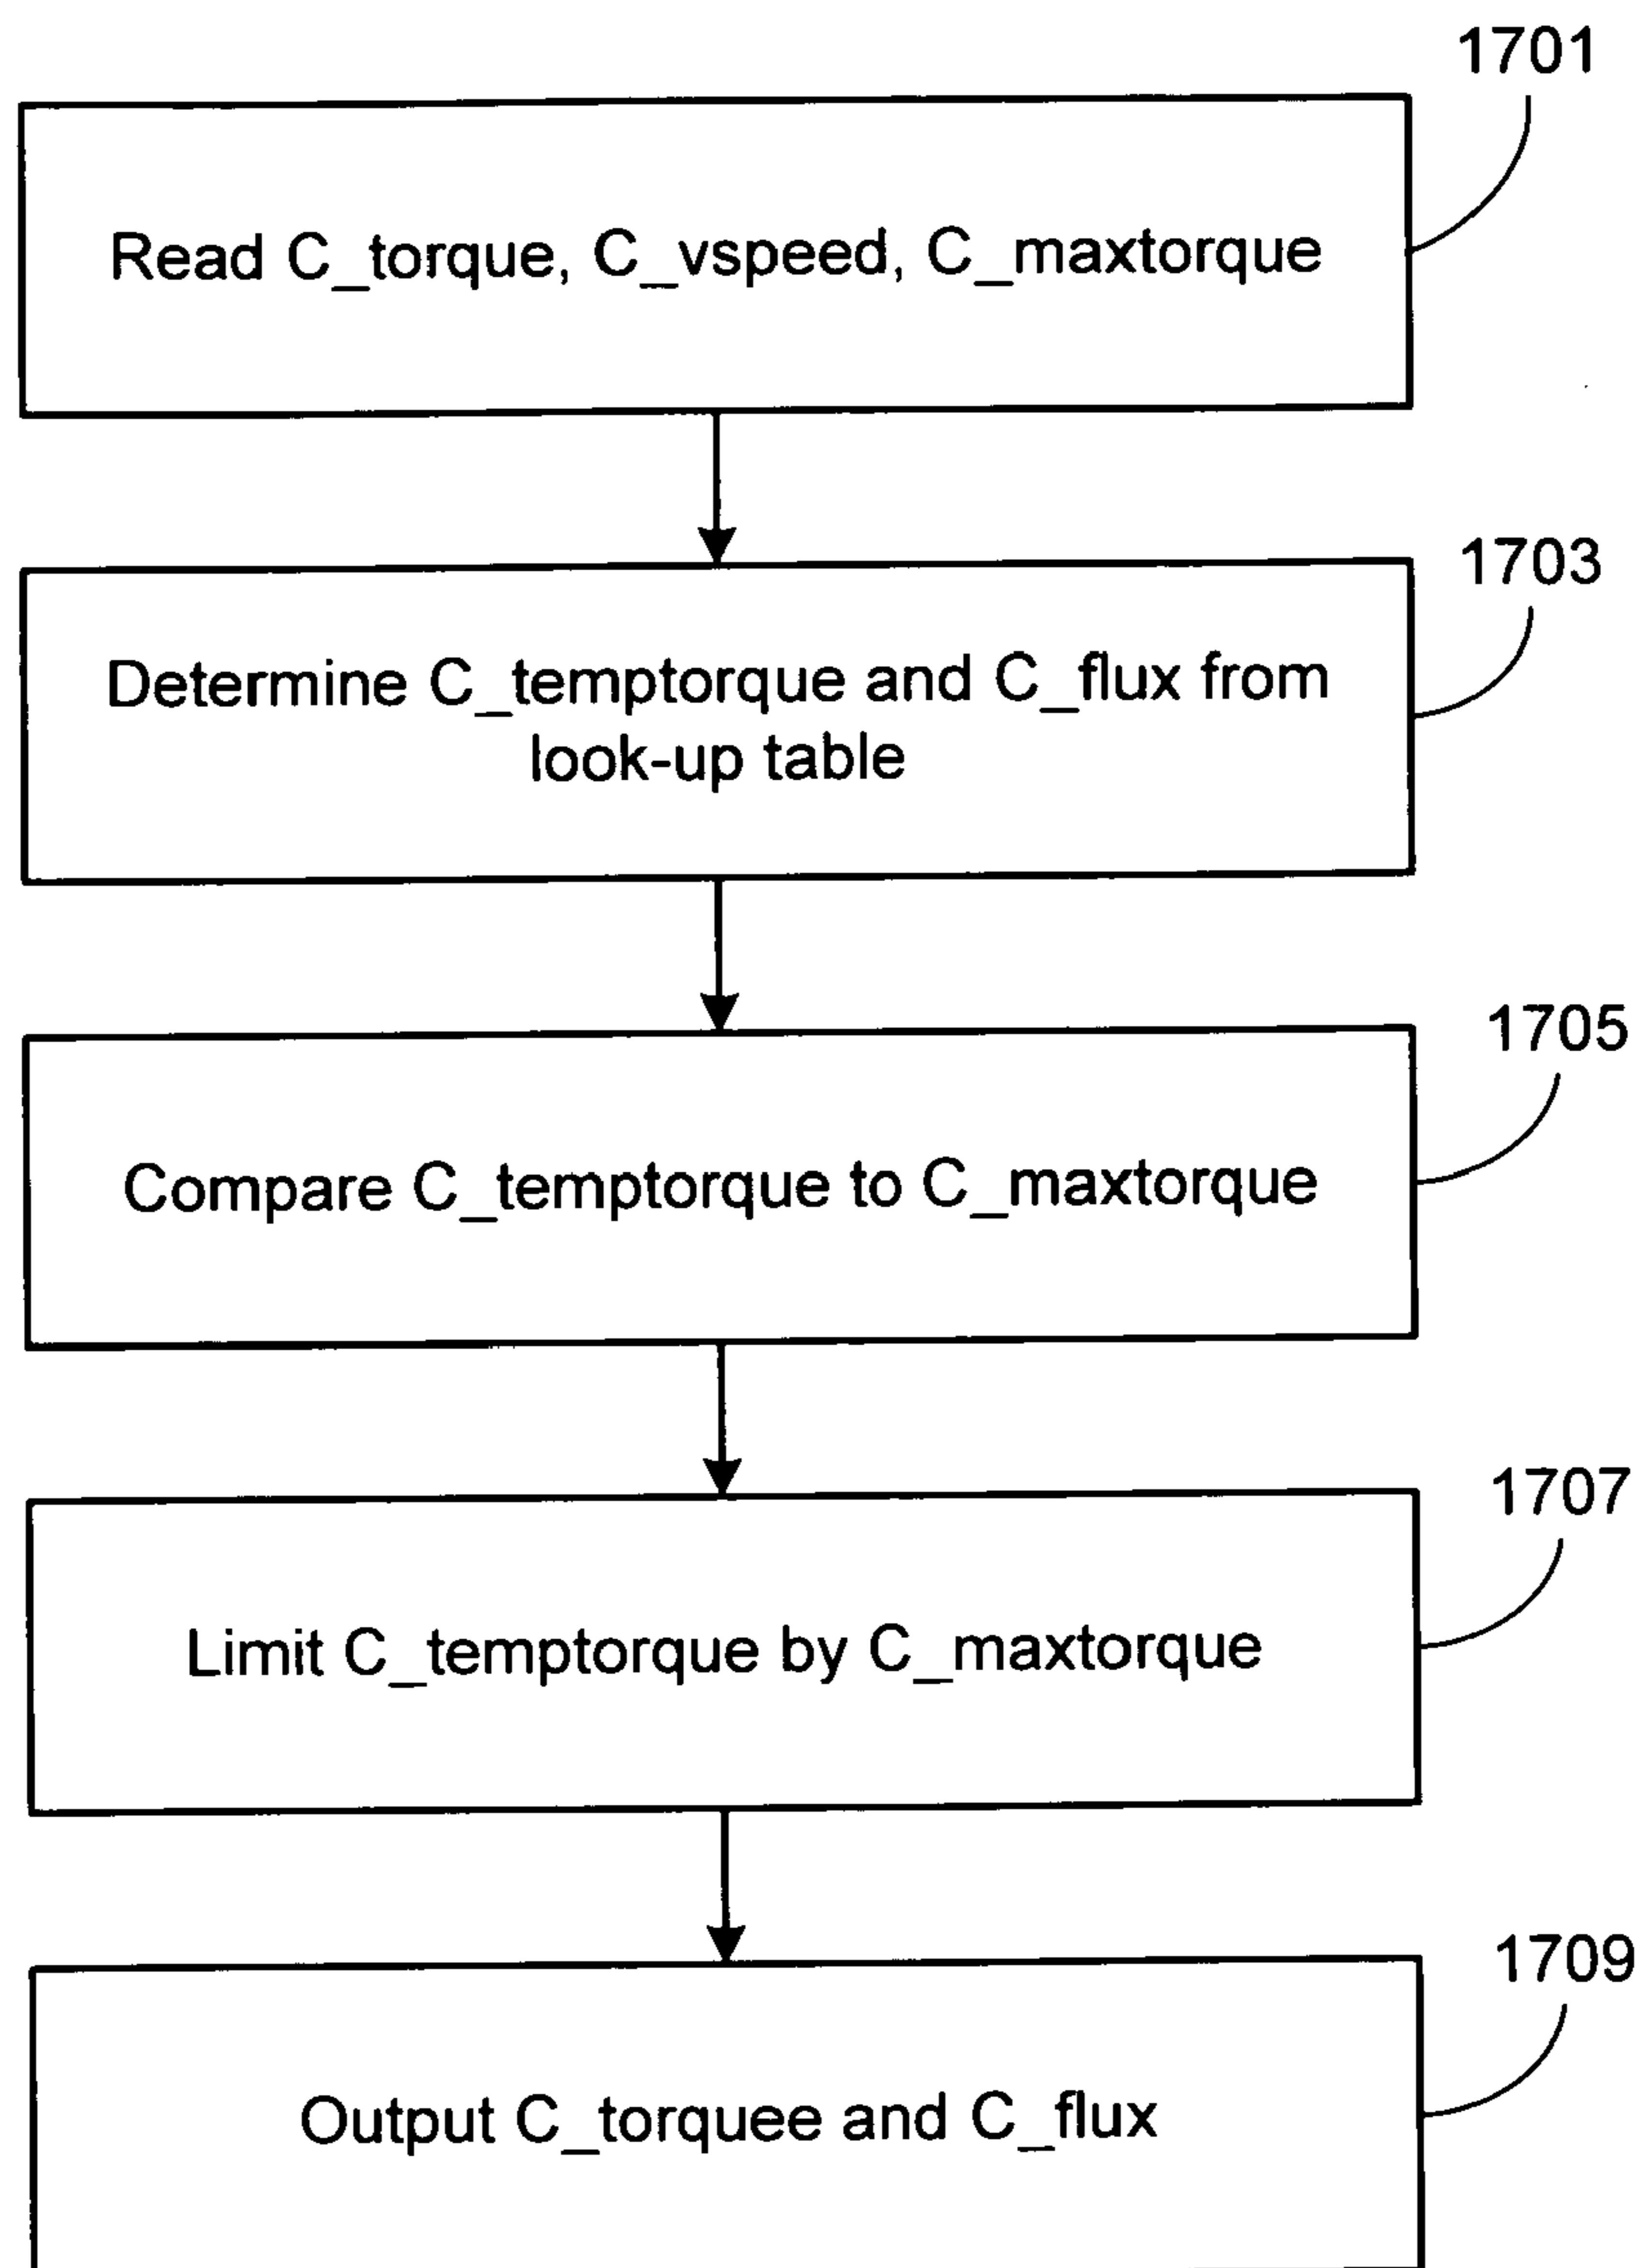 1701
Read C_torque, C_vspeed, C_maxtorque
1703
Determine C_temptorque and C_flux from
look-up table
1705
Compare C_temptorque to C_maxtorque
1707
Limit C_temptorque by C_maxtorque
1709
Output C_torquee and C_flux